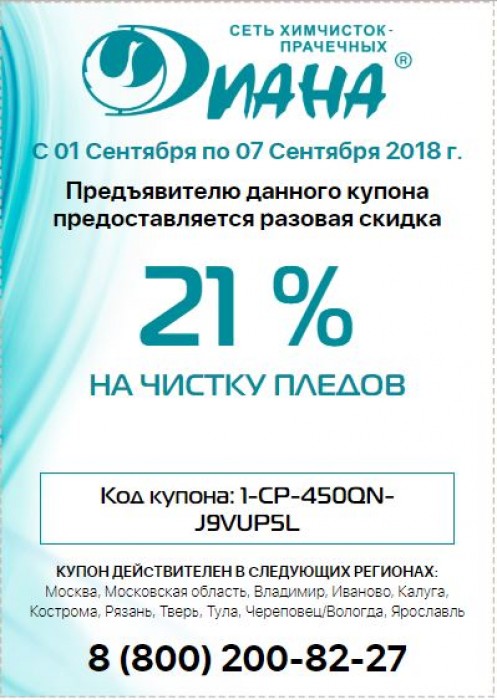 СЕТЬ ХИМЧИСТОК-
ПРАЧЕЧНЫХ
ДИАНА®
С 01 Сентября по 07 Сентября 2018 г.
Предъявителю данного купона
предоставляется разовая скидка
21 %
НА ЧИСТКУ ПЛЕДОВ
Код купона: 1-CP-450QN-
J9VUP5L
КУПОН ДЕЙСТВИТЕЛЕН В СЛЕДУЮЩИХ РЕГИОНАХ:
Москва, Московская область, Владимир, Иваново, Калуга,
Кострома, Рязань, Тверь, Тула, Череповец/Вологда, Ярославль
8 (800) 200-82-27